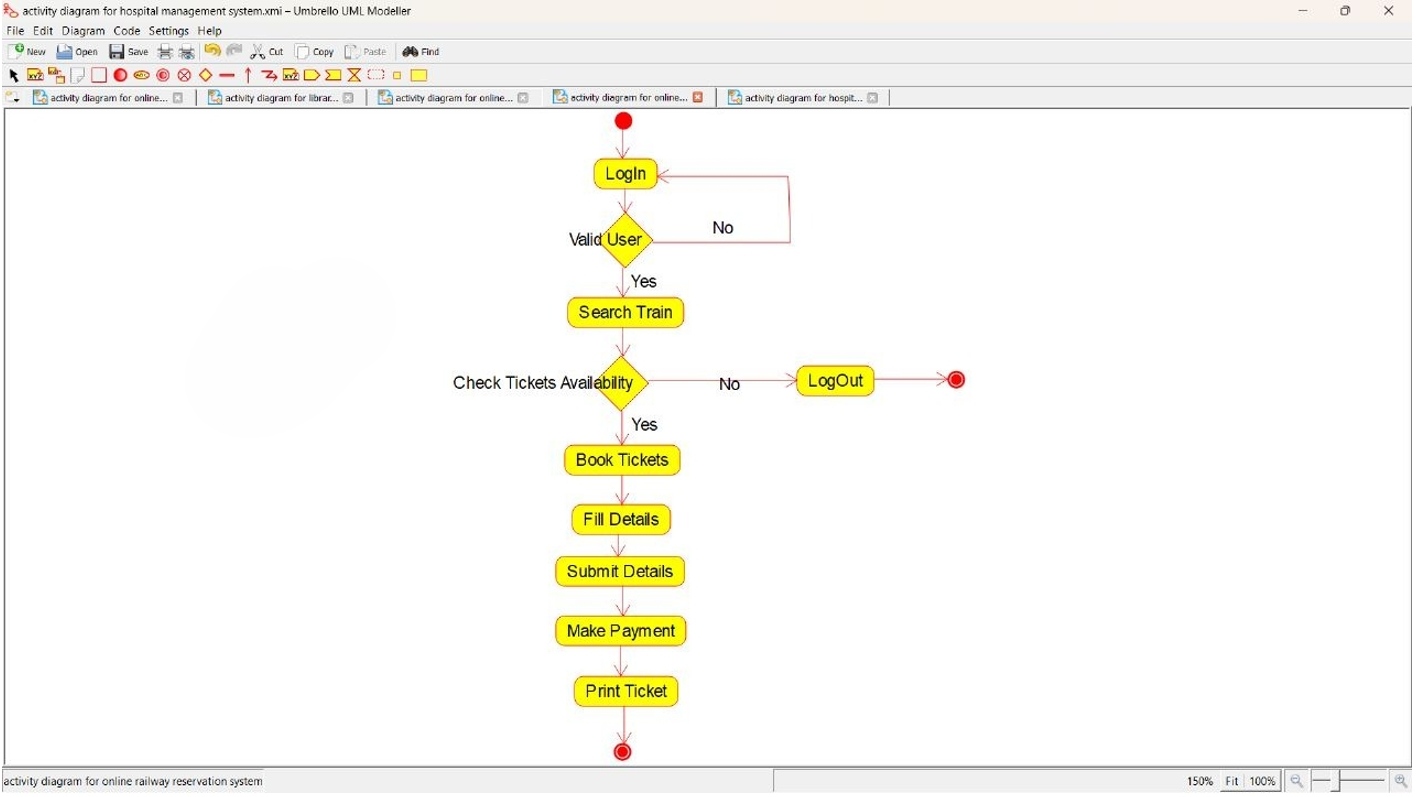 activity diagram for hospital management system.xmi – Umbrello UML Modeller
File Edit Diagram Code Settings Help
New Open Save Cut Copy Paste Find
activity diagram for online... activity diagram for librar... activity diagram for online... activity diagram for online... activity diagram for hospit...
LogIn
No
Valid User
Yes
Search Train
Check Tickets Availability
No
LogOut
Yes
Book Tickets
Fill Details
Submit Details
Make Payment
Print Ticket
activity diagram for online railway reservation system
150% Fit 100%